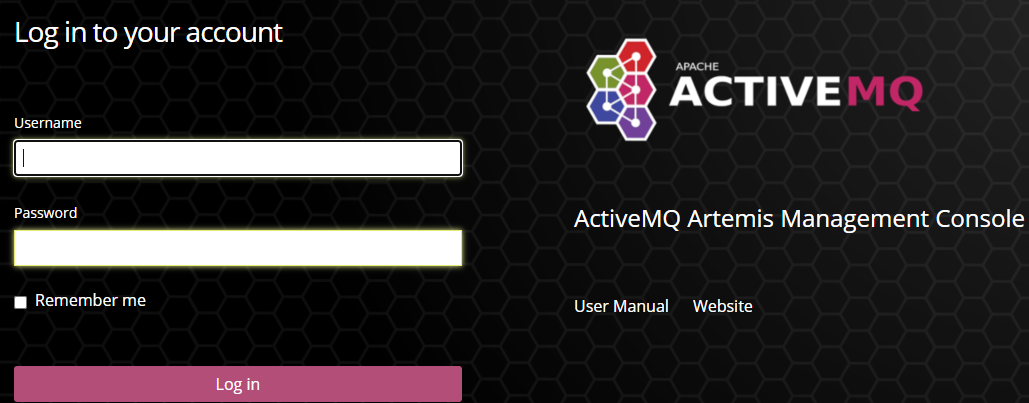 Log in to your account
Username
Password
Remember me
Log in
APACHE
ACTIVEMQ
ActiveMQ Artemis Management Console
User Manual Website